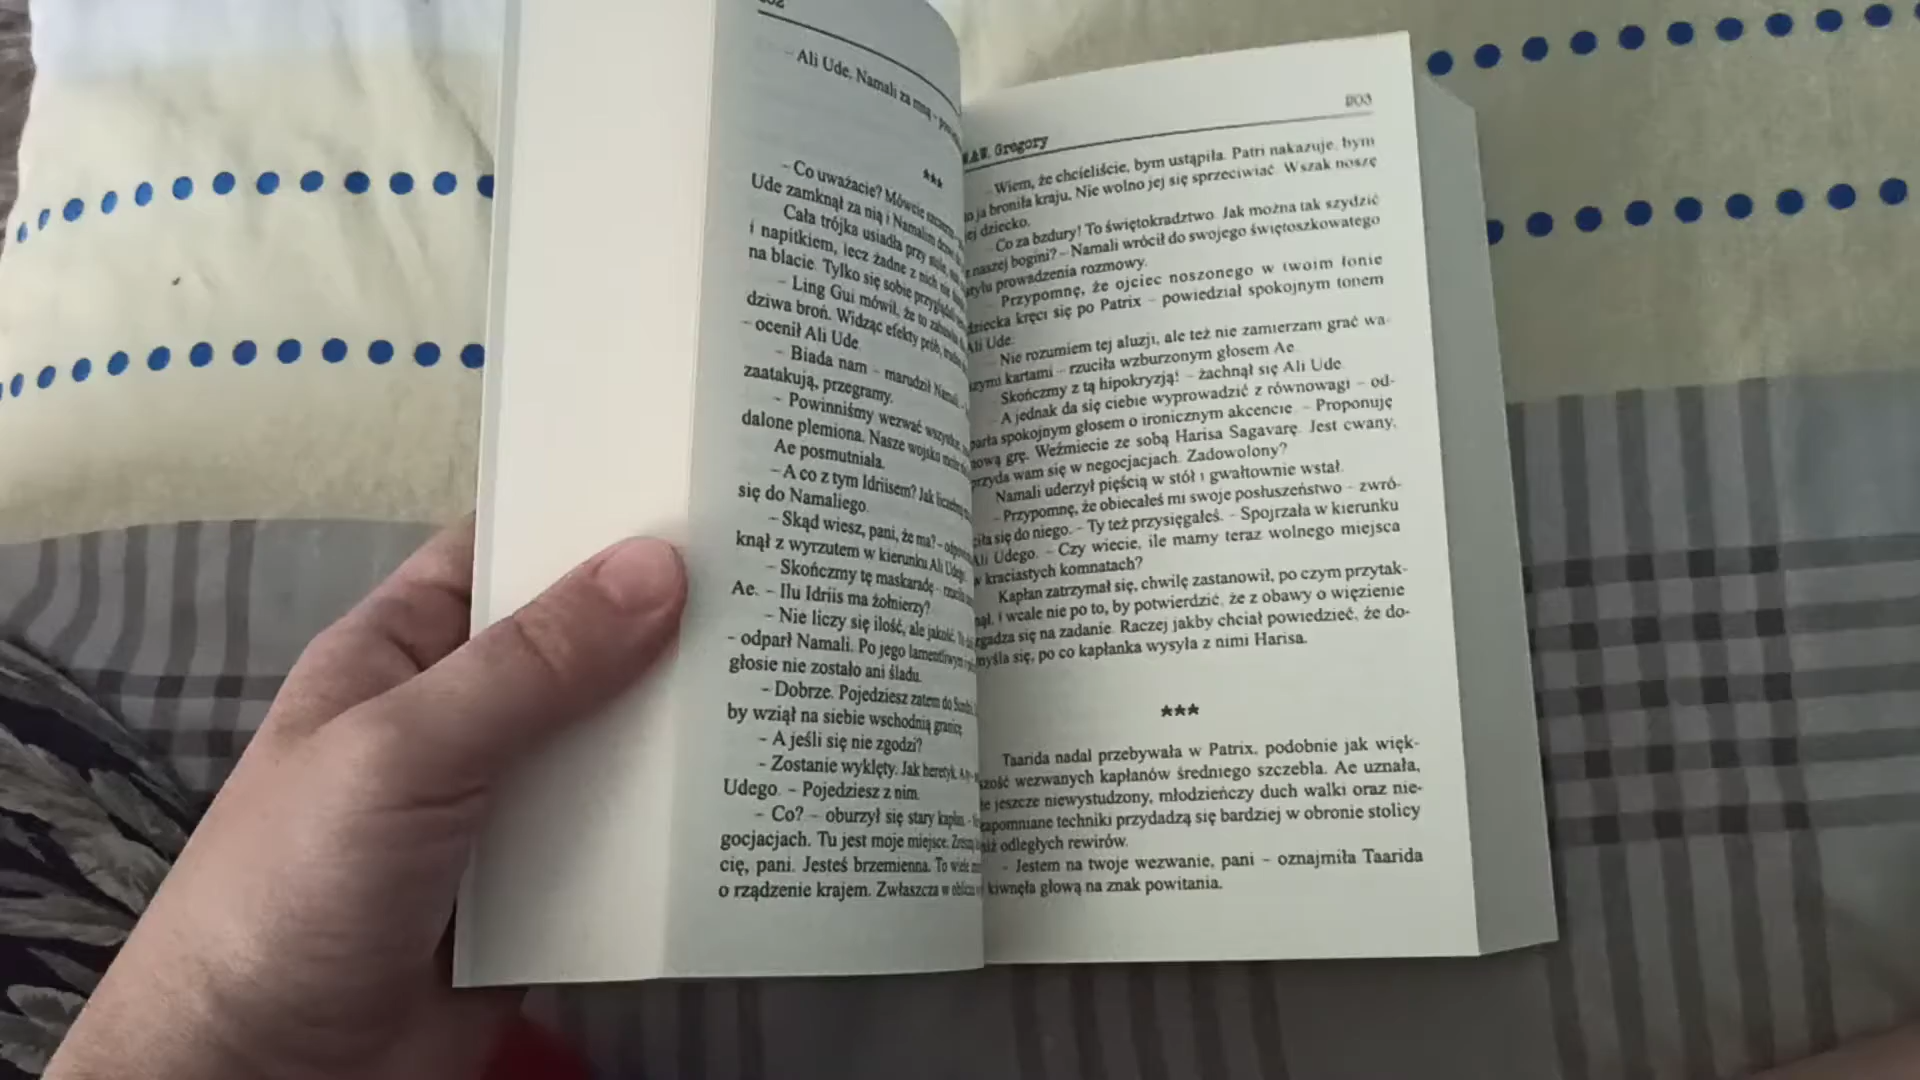 – Ali Ude, Namali za mną –
***
– Co uważacie? Mówcie
Ude zamknął za nią i Namalim
Cała trójka usiadła przy
i napitkiem, lecz żadne z nich nie
na blacie. Tylko się sobie
– Ling Gui mówił, że to
dziwa broń. Widząc efekty prób,
– ocenił Ali Ude.
– Biada nam – marudził Namali.
zaatakują, przegramy.
– Powinniśmy wezwać
dalone plemiona. Nasze wojsko
Ae posmutniała.
– A co z tym Idriisem? Jak
się do Namaliego.
– Skąd wiesz, pani, że ma? –
knął z wyrzutem w kierunku Ali Udego.
– Skończmy tę maskaradę –
Ae. – Ilu Idriis ma żołnierzy?
– Nie liczy się ilość, ale jakość.
– odparł Namali. Po jego lamentliwym
głosie nie zostało ani śladu.
– Dobrze. Pojedziesz zatem do
by wziął na siebie wschodnią granicę.
– A jeśli się nie zgodzi?
– Zostanie wyklęty. Jak heretyk.
Udego. – Pojedziesz z nim.
– Co? – oburzył się stary kapłan. –
gocjacjach. Tu jest moje miejsce.
cię, pani. Jesteś brzemienna. To
o rządzenie krajem. Zwłaszcza w
Gregory
203
– Wiem, że chcieliście, bym ustąpiła. Patri nakazuje, bym
to ja broniła kraju. Nie wolno jej się sprzeciwiać. Wszak noszę
jej dziecko.
– Co za bzdury! To świętokradztwo. Jak można tak szydzić
z naszej bogini? – Namali wrócił do swojego świętoszkowatego
stylu prowadzenia rozmowy.
– Przypomnę, że ojciec noszonego w twoim łonie
dziecka kręci się po Patrix – powiedział spokojnym tonem
Ali Ude.
– Nie rozumiem tej aluzji, ale też nie zamierzam grać wa-
szymi kartami – rzuciła wzburzonym głosem Ae.
– Skończmy z tą hipokryzją! – żachnął się Ali Ude.
– A jednak da się ciebie wyprowadzić z równowagi – od-
parła spokojnym głosem o ironicznym akcencie. – Proponuję
nową grę. Weźmiecie ze sobą Harisa Sagavarę. Jest cwany,
przyda wam się w negocjacjach. Zadowolony?
Namali uderzył pięścią w stół i gwałtownie wstał.
– Przypomnę, że obiecałeś mi swoje posłuszeństwo – zwró-
ciła się do niego. – Ty też przysięgałeś. – Spojrzała w kierunku
Ali Udego. – Czy wiecie, ile mamy teraz wolnego miejsca
w kraciastych komnatach?
Kapłan zatrzymał się, chwilę zastanowił, po czym przytak-
nął. I wcale nie po to, by potwierdzić, że z obawy o więzienie
zgadza się na zadanie. Raczej jakby chciał powiedzieć, że do-
myśla się, po co kapłanka wysyła z nimi Harisa.
***
Taarida nadal przebywała w Patrix, podobnie jak więk-
szość wezwanych kapłanów średniego szczebla. Ae uznała,
że jeszcze niewystudzony, młodzieńczy duch walki oraz nie-
zapomniane techniki przydadzą się bardziej w obronie stolicy
niż odległych rewirów.
– Jestem na twoje wezwanie, pani – oznajmiła Taarida
kiwnęła głową na znak powitania.